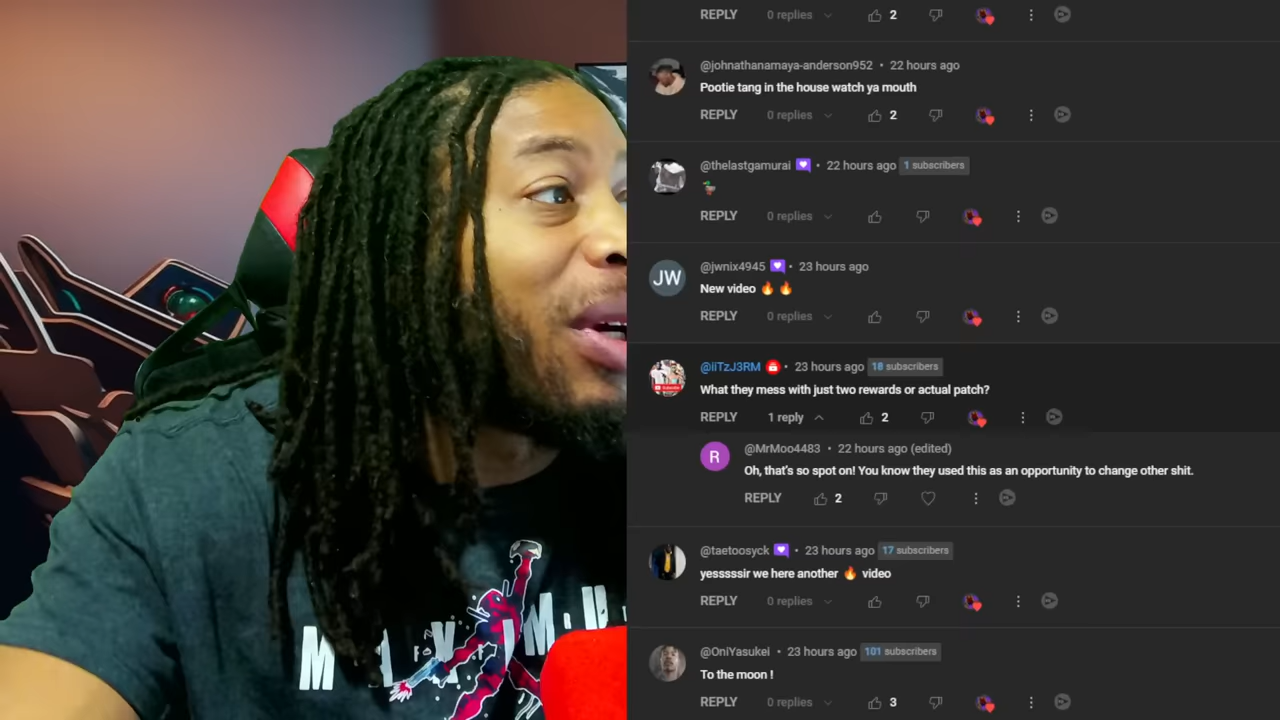 REPLY 0 replies 2
@johnathanamaya-anderson952 • 22 hours ago
Pootie tang in the house watch ya mouth
REPLY 0 replies 2
@thelastgamurai • 22 hours ago 1 subscribers
REPLY 0 replies
JW
@jwnix4945 • 23 hours ago
New video 🔥 🔥
REPLY 0 replies
@iiTzJ3RM • 23 hours ago 18 subscribers
What they mess with just two rewards or actual patch?
REPLY 1 reply 2
R
@MrMoo4483 • 22 hours ago (edited)
Oh, that's so spot on! You know they used this as an opportunity to change other shit.
REPLY 2
@taetoosyck • 23 hours ago 17 subscribers
yesssssir we here another 🔥 video
REPLY 0 replies
@OniYasukei • 23 hours ago 101 subscribers
To the moon !
REPLY 0 replies 3